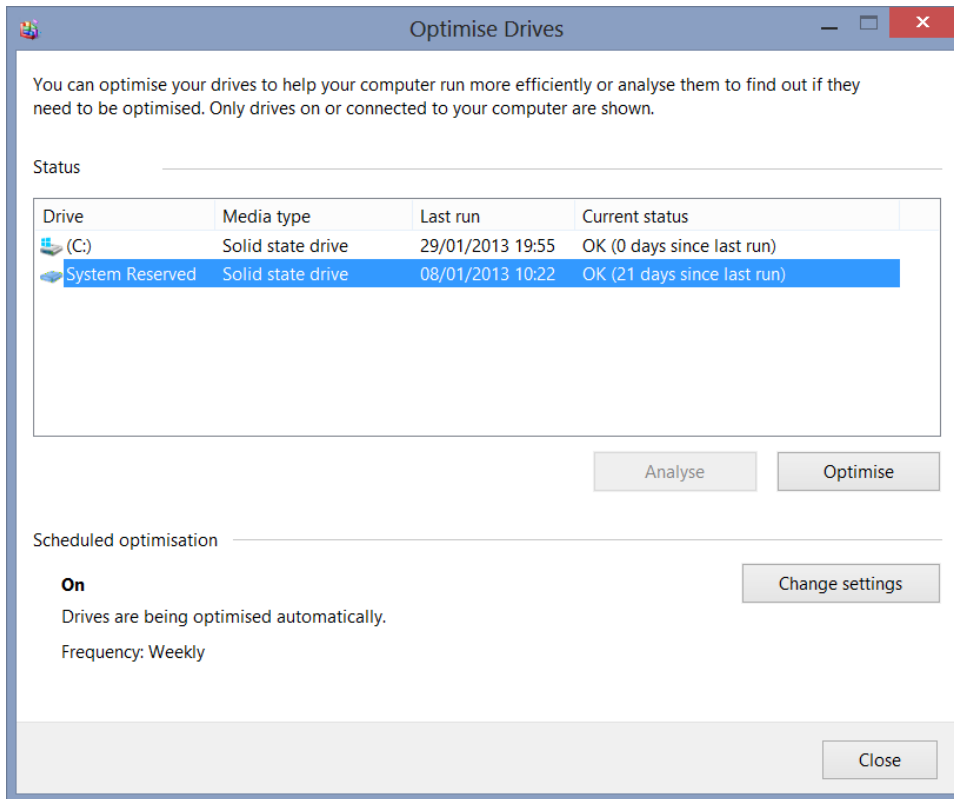 Optimise Drives
You can optimise your drives to help your computer run more efficiently or analyse them to find out if they
need to be optimised. Only drives on or connected to your computer are shown.
Status
Drive Media type Last run Current status
(C:) Solid state drive 29/01/2013 19:55 OK (0 days since last run)
System Reserved Solid state drive 08/01/2013 10:22 OK (21 days since last run)
Analyse Optimise
Scheduled optimisation
On
Change settings
Drives are being optimised automatically.
Frequency: Weekly
Close